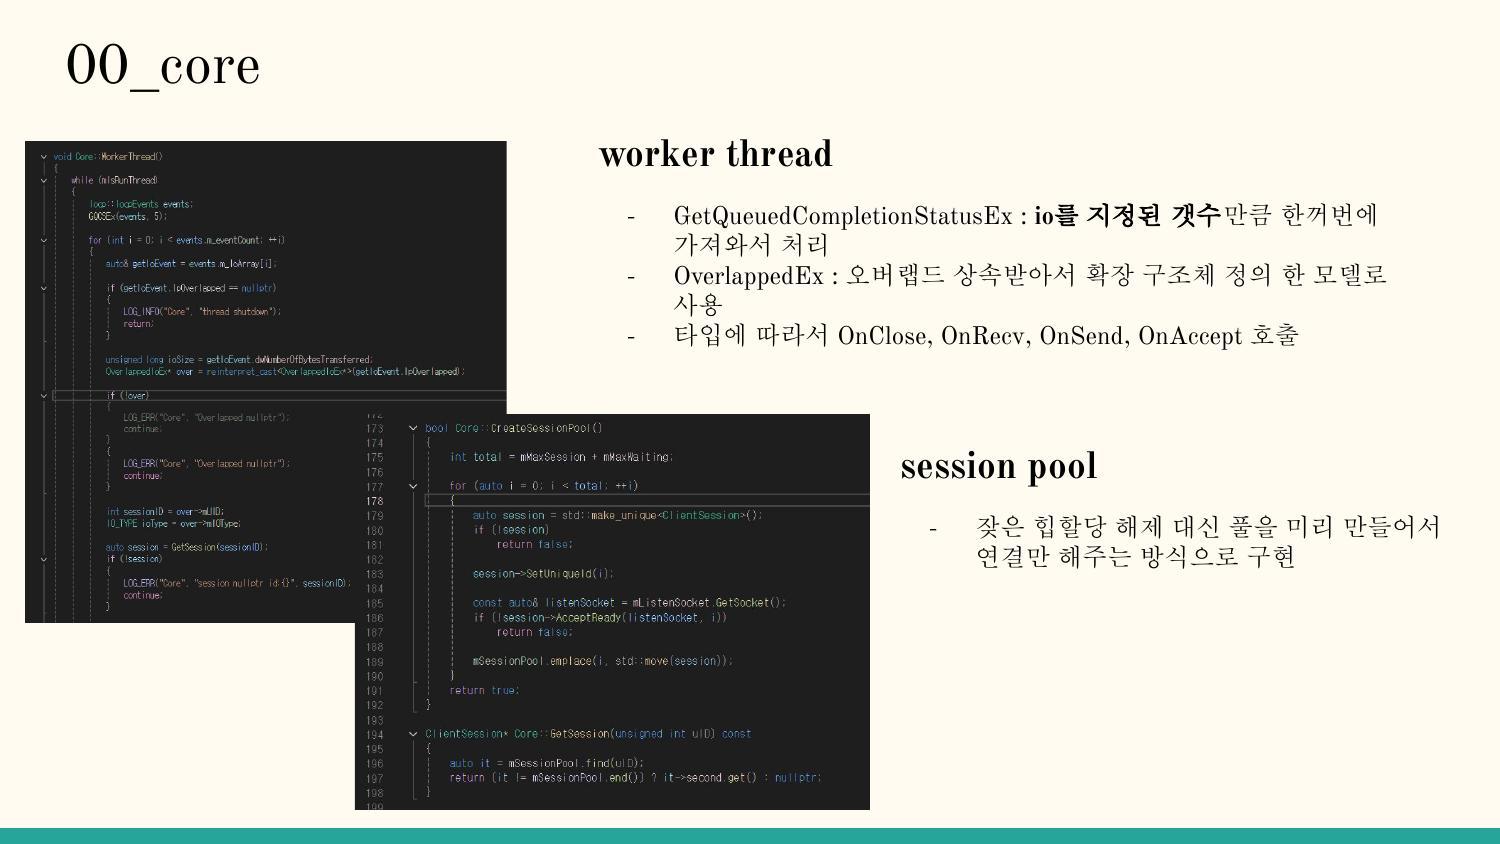 00_core
void Core::WorkerThread()
{
while (mIsRunThread)
{
Iocp::IocpEvents events;
GQCSEx(events, 5);
for (int i = 0; i < events.m_eventCount; ++i)
{
auto& getIoEvent = events.m_IoArray[i];
if (getIoEvent.lpOverlapped == nullptr)
{
LOG_INFO("Core", "thread shutdown");
return;
}
unsigned long ioSize = getIoEvent.dwNumberOfBytesTransferred;
OverlappedIoEx* over = reinterpret_cast<OverlappedIoEx*>(getIoEvent.lpOverlapped);
if (!over)
{
LOG_ERR("Core", "Overlapped nullptr");
continue;
}
{
LOG_ERR("Core", "Overlapped nullptr");
continue;
}
int sessionID = over->mUID;
IO_TYPE ioType = over->mIOType;
auto session = GetSession(sessionID);
if (!session)
{
LOG_ERR("Core", "session nullptr id:{}", sessionID);
continue;
}
worker thread
- GetQueuedCompletionStatusEx : io를 지정된 갯수만큼 한꺼번에
가져와서 처리
- OverlappedEx : 오버랩드 상속받아서 확장 구조체 정의 한 모델로
사용
- 타입에 따라서 OnClose, OnRecv, OnSend, OnAccept 호출
172
173 bool Core::CreateSessionPool()
174 {
175 int total = mMaxSession + mMaxWaiting;
176
177 for (auto i = 0; i < total; ++i)
178 {
179 auto session = std::make_unique<ClientSession>();
180 if (!session)
181 return false;
182
183 session->SetUniqueId(i);
184
185 const auto& listenSocket = mListenSocket.GetSocket();
186 if (!session->AcceptReady(listenSocket, i))
187 return false;
188
189 mSessionPool.emplace(i, std::move(session));
190 }
191 return true;
192 }
193
194 ClientSession* Core::GetSession(unsigned int uID) const
195 {
196 auto it = mSessionPool.find(uID);
197 return (it != mSessionPool.end()) ? it->second.get() : nullptr;
198 }
199
session pool
- 잦은 힙할당 해제 대신 풀을 미리 만들어서
연결만 해주는 방식으로 구현